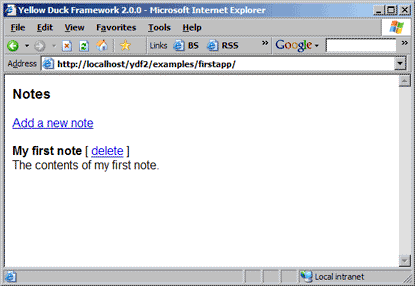 Yellow Duck Framework 2.0.0 - Microsoft Internet Explorer
File Edit View Favorites Tools Help
Links BS RSS » Google »
Address http://localhost/ydf2/examples/firstapp/
Notes
Add a new note
My first note [ delete ]
The contents of my first note.
Local intranet